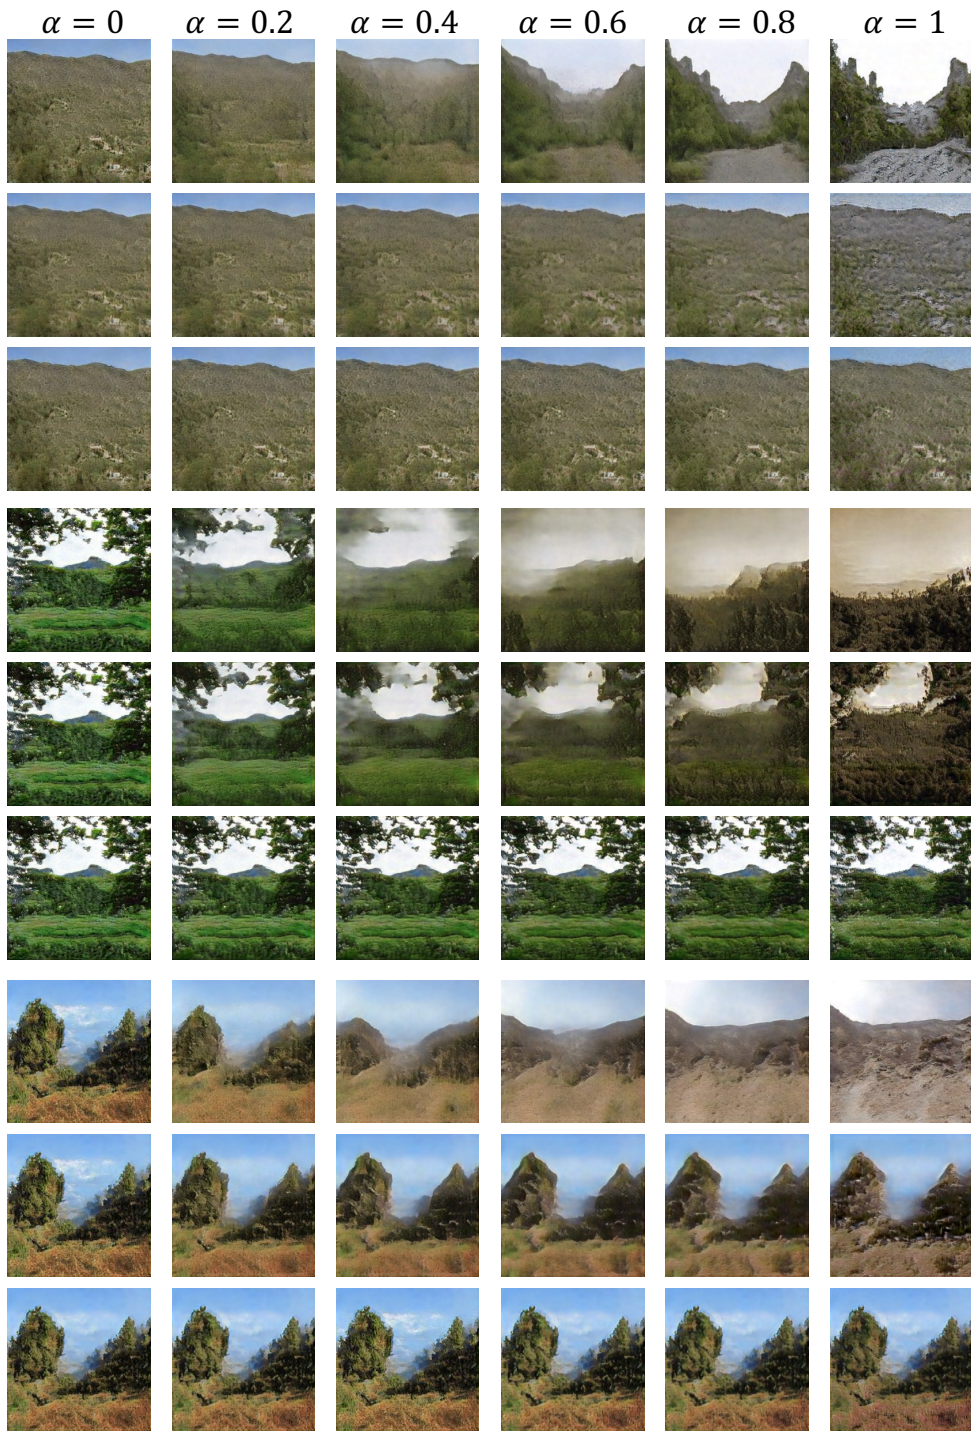 α = 0 α = 0.2 α = 0.4 α = 0.6 α = 0.8 α = 1